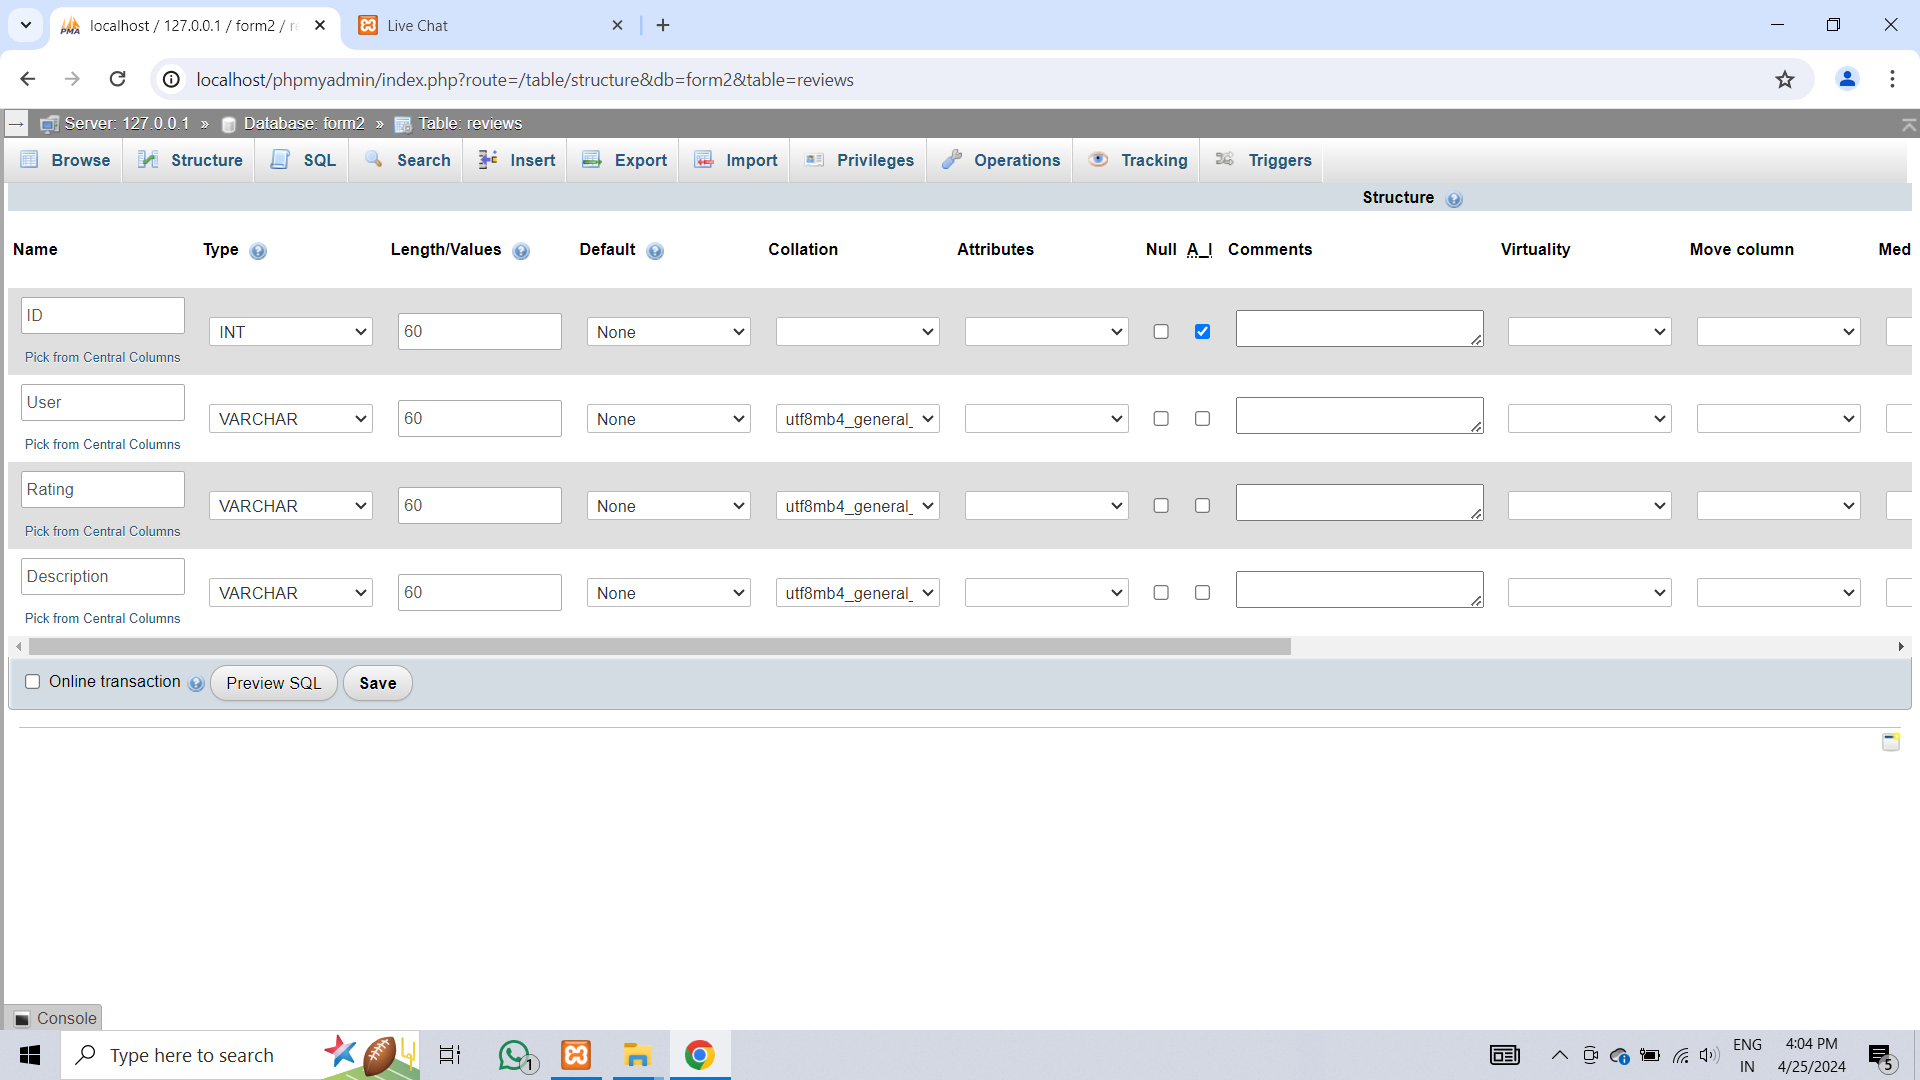 localhost / 127.0.0.1 / form2 / re
Live Chat
localhost/phpmyadmin/index.php?route=/table/structure&db=form2&table=reviews
Server: 127.0.0.1 » Database: form2 » Table: reviews
Browse Structure SQL Search Insert Export Import Privileges Operations Tracking Triggers
Structure
Name Type Length/Values Default Collation Attributes Null A_I Comments Virtuality Move column Med
ID
INT 60 None
Pick from Central Columns
User
VARCHAR 60 None utf8mb4_general_
Pick from Central Columns
Rating
VARCHAR 60 None utf8mb4_general_
Pick from Central Columns
Description
VARCHAR 60 None utf8mb4_general_
Pick from Central Columns
Online transaction Preview SQL Save
Console
Type here to search
1
ENG
IN
4:04 PM
4/25/2024
5